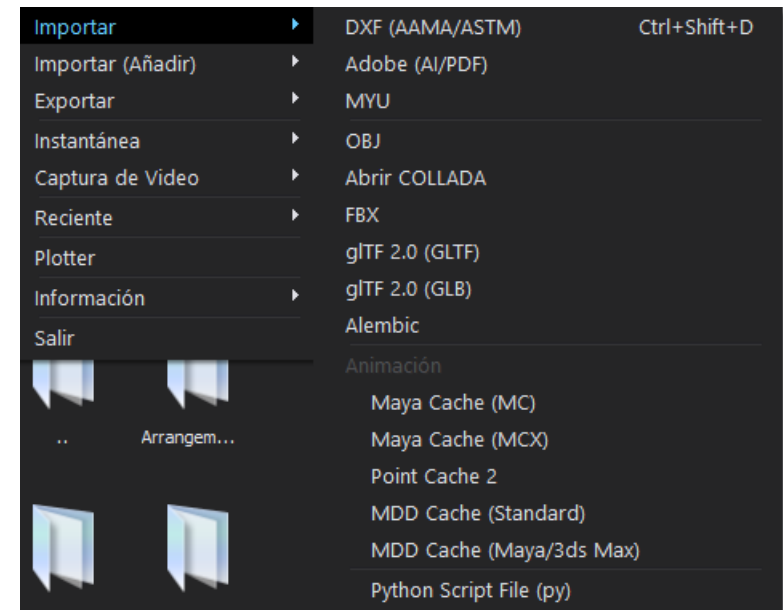 Importar
Importar (Añadir)
Exportar
Instantánea
Captura de Video
Reciente
Plotter
Información
Salir
..
Arrangem...
DXF (AAMA/ASTM) Ctrl+Shift+D
Adobe (AI/PDF)
MYU
OBJ
Abrir COLLADA
FBX
glTF 2.0 (GLTF)
glTF 2.0 (GLB)
Alembic
Animación
Maya Cache (MC)
Maya Cache (MCX)
Point Cache 2
MDD Cache (Standard)
MDD Cache (Maya/3ds Max)
Python Script File (py)